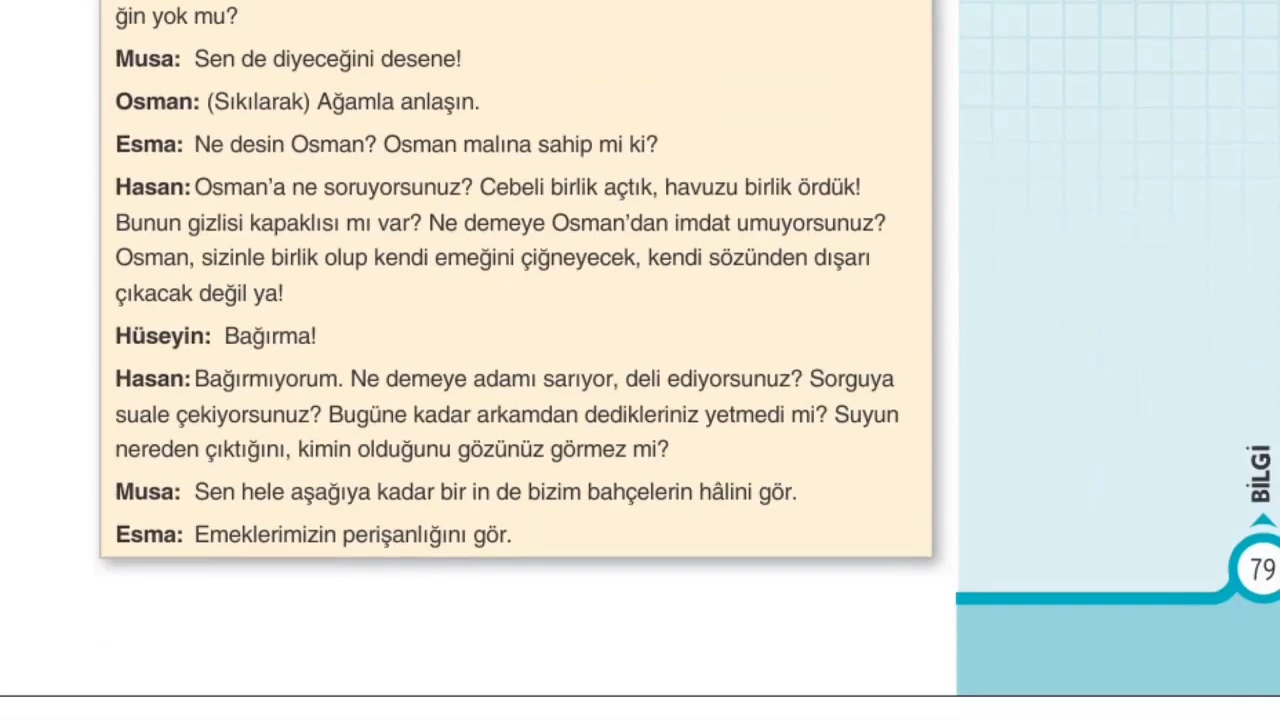 ğin yok mu?
Musa: Sen de diyeceğini desene!
Osman: (Sıkılarak) Ağamla anlaşın.
Esma: Ne desin Osman? Osman malına sahip mi ki?
Hasan: Osman’a ne soruyorsunuz? Cebeli birlik açtık, havuzu birlik ördük!
Bunun gizlisi kapaklısı mı var? Ne demeye Osman’dan imdat umuyorsunuz?
Osman, sizinle birlik olup kendi emeğini çiğneyecek, kendi sözünden dışarı
çıkacak değil ya!
Hüseyin: Bağırma!
Hasan: Bağırmıyorum. Ne demeye adamı sarıyor, deli ediyorsunuz? Sorguya
suale çekiyorsunuz? Bugüne kadar arkamdan dedikleriniz yetmedi mi? Suyun
nereden çıktığını, kimin olduğunu gözünüz görmez mi?
Musa: Sen hele aşağıya kadar bir in de bizim bahçelerin hâlini gör.
Esma: Emeklerimizin perişanlığını gör.
BİLGİ
79